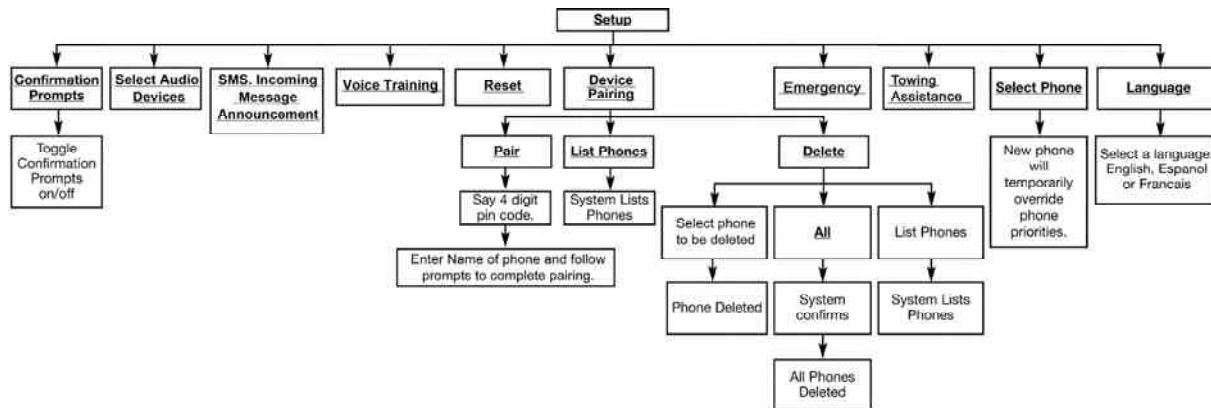 Setup
Confirmation
Prompts
Select Audio
Devices
SMS. Incoming
Message
Announcement
Voice Training
Reset
Device
Pairing
Emergency
Towing
Assistance
Select Phone
Language
Toggle
Confirmation
Prompts
on/off
Pair
List Phones
Delete
New phone
will
temporarily
override
phone
priorities.
Select a language:
English, Espanol
or Francais
Say 4 digit
pin code.
System Lists
Phones
Select phone
to be deleted
All
List Phones
Enter Name of phone and follow
prompts to complete pairing.
Phone Deleted
System
confirms
System Lists
Phones
All Phones
Deleted